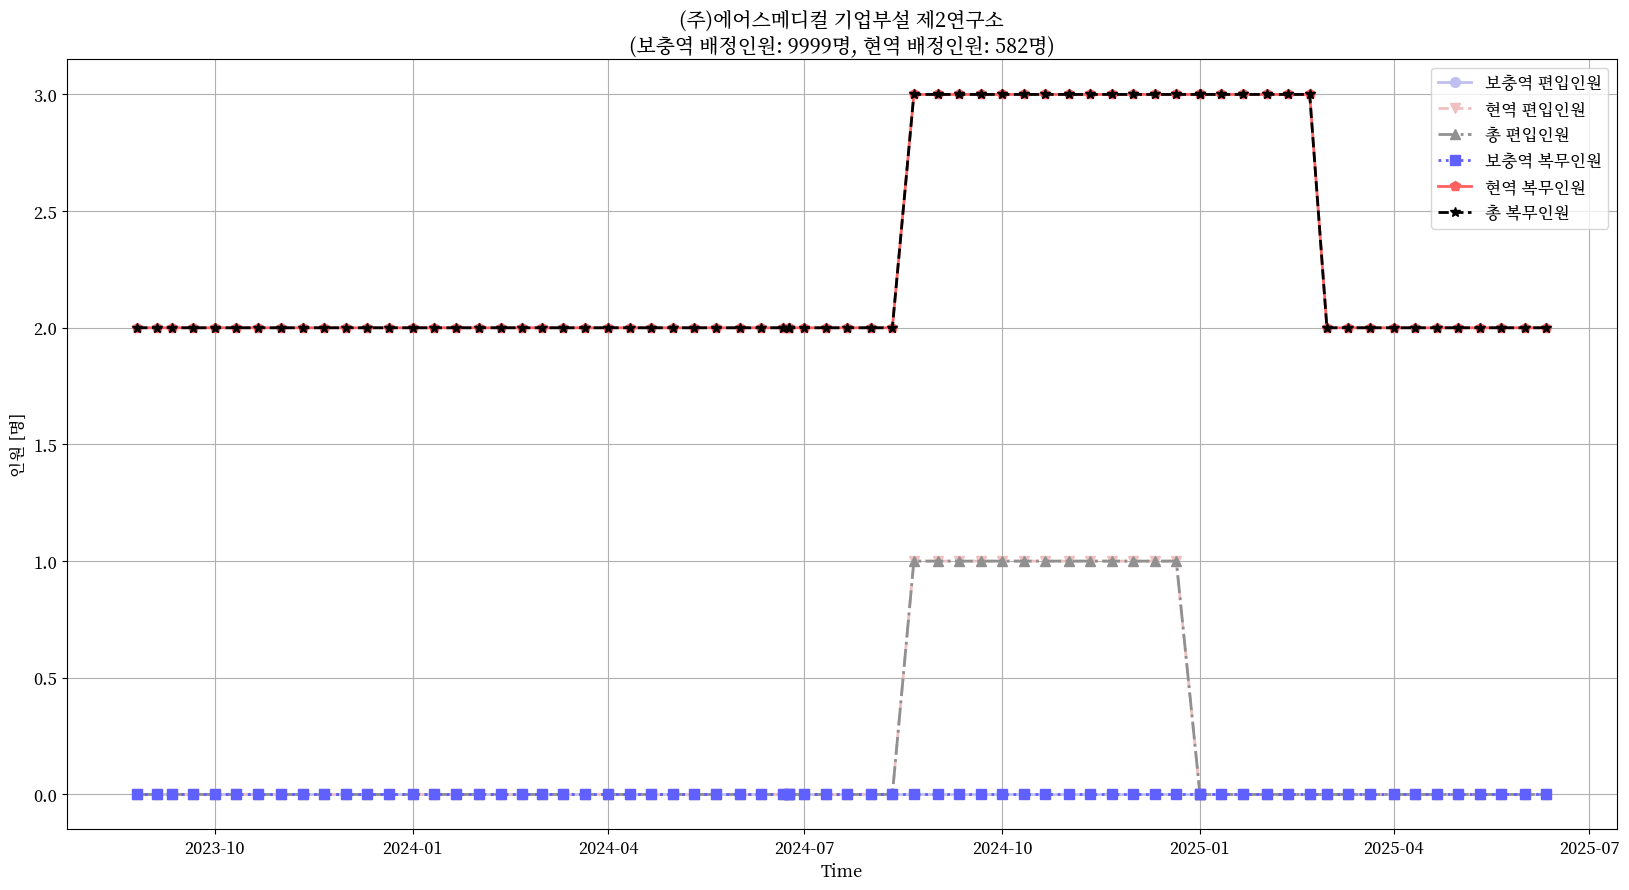 (주)에어스메디컬 기업부설 제2연구소
(보충역 배정인원: 9999명, 현역 배정인원: 582명)
보충역 편입인원
현역 편입인원
총 편입인원
보충역 복무인원
현역 복무인원
총 복무인원
인원 [명]
3.0
2.5
2.0
1.5
1.0
0.5
0.0
2023-10
2024-01
2024-04
2024-07
2024-10
2025-01
2025-04
2025-07
Time